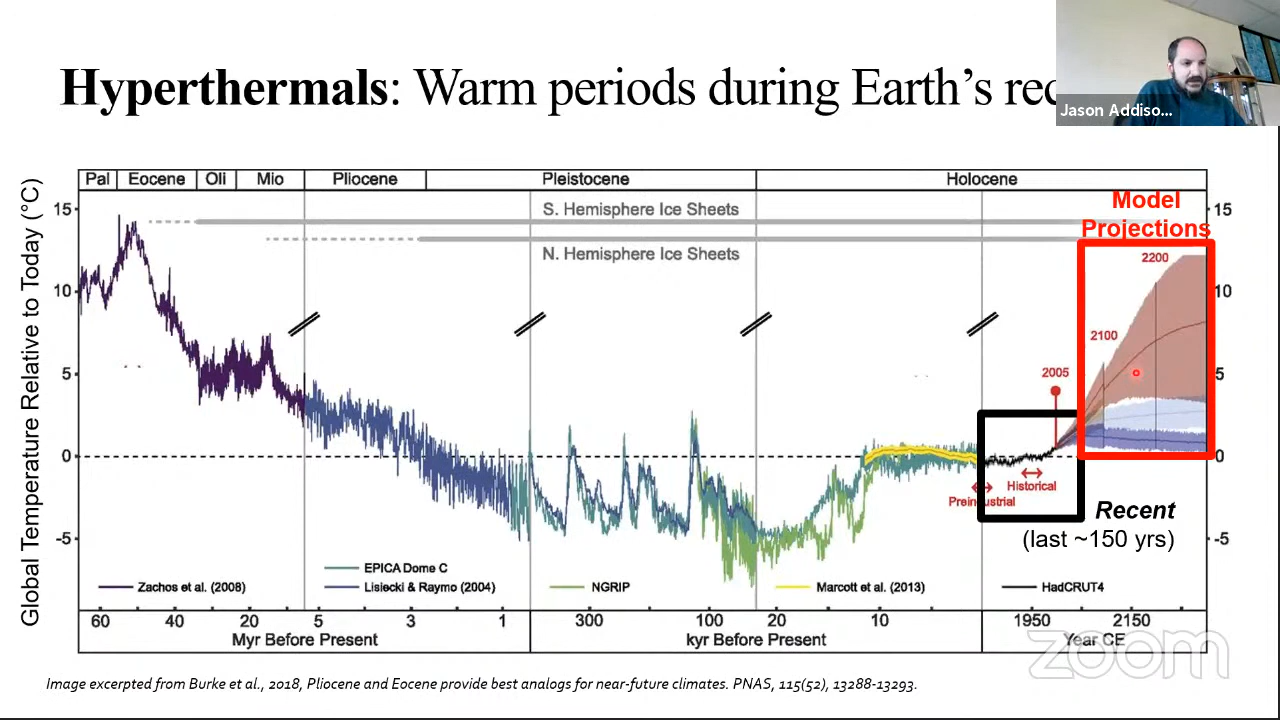 Hyperthermals: Warm periods during Earth's rec
Jason Addiso...
Pal Eocene Oli Mio Pliocene Pleistocene Holocene
Global Temperature Relative to Today (°C)
15
10
5
0
-5
S. Hemisphere Ice Sheets
N. Hemisphere Ice Sheets
Model
Projections
15
10
5
0
-5
2200
2100
2005
Historical
Preindustrial
Recent
(last ~150 yrs)
EPICA Dome C
Zachos et al. (2008) Lisiecki & Raymo (2004) NGRIP Marcott et al. (2013) HadCRUT4
60 40 20 5 3 1 300 100 20 10 1950 2150
Myr Before Present kyr Before Present Year CE
zoom
Image excerpted from Burke et al., 2018, Pliocene and Eocene provide best analogs for near-future climates. PNAS, 115(52), 13288-13293.